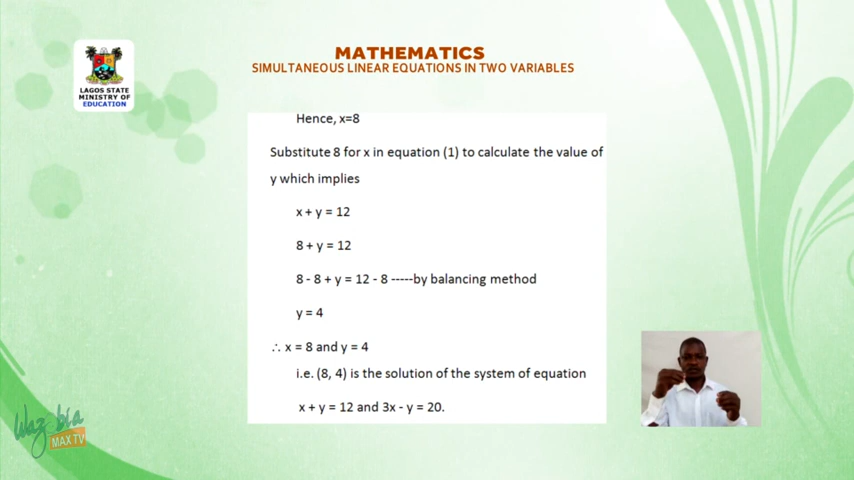 MATHEMATICS
SIMULTANEOUS LINEAR EQUATIONS IN TWO VARIABLES
LAGOS STATE
MINISTRY OF
EDUCATION
Hence, x=8
Substitute 8 for x in equation (1) to calculate the value of
y which implies
x + y = 12
8 + y = 12
8 - 8 + y = 12 - 8 -----by balancing method
y = 4
∴ x = 8 and y = 4
i.e. (8, 4) is the solution of the system of equation
x + y = 12 and 3x - y = 20.
Wazobia
MAX TV